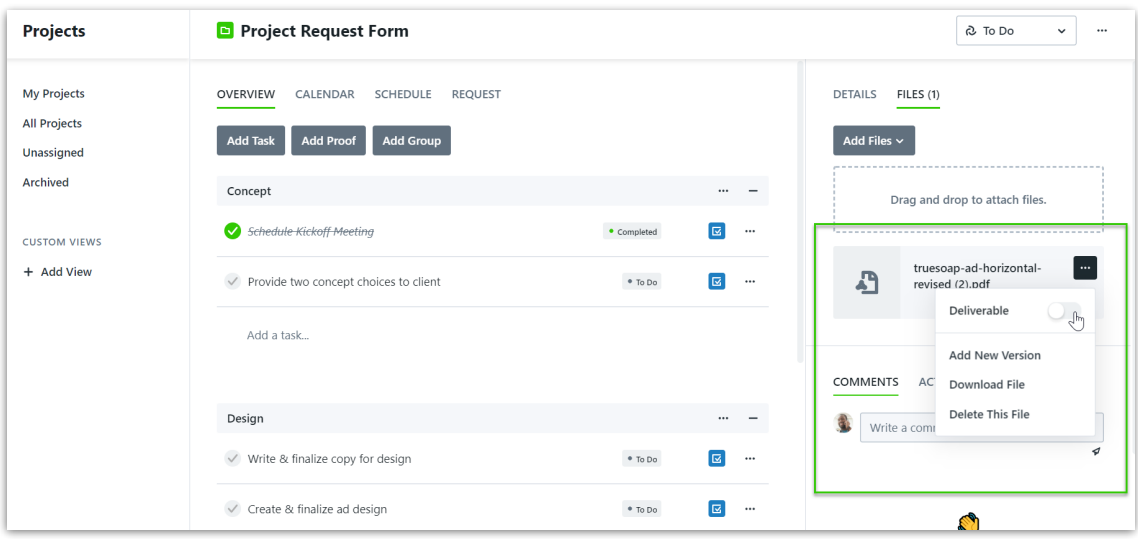 Projects
Project Request Form
To Do
My Projects
All Projects
Unassigned
Archived
CUSTOM VIEWS
+ Add View
OVERVIEW CALENDAR SCHEDULE REQUEST
Add Task Add Proof Add Group
Concept
Schedule Kickoff Meeting Completed
Provide two concept choices to client To Do
Add a task...
Design
Write & finalize copy for design To Do
Create & finalize ad design To Do
DETAILS FILES (1)
Add Files
Drag and drop to attach files.
truesoap-ad-horizontal-
revised (2).pdf
Deliverable
Add New Version
Download File
Delete This File
COMMENTS AC
Write a com